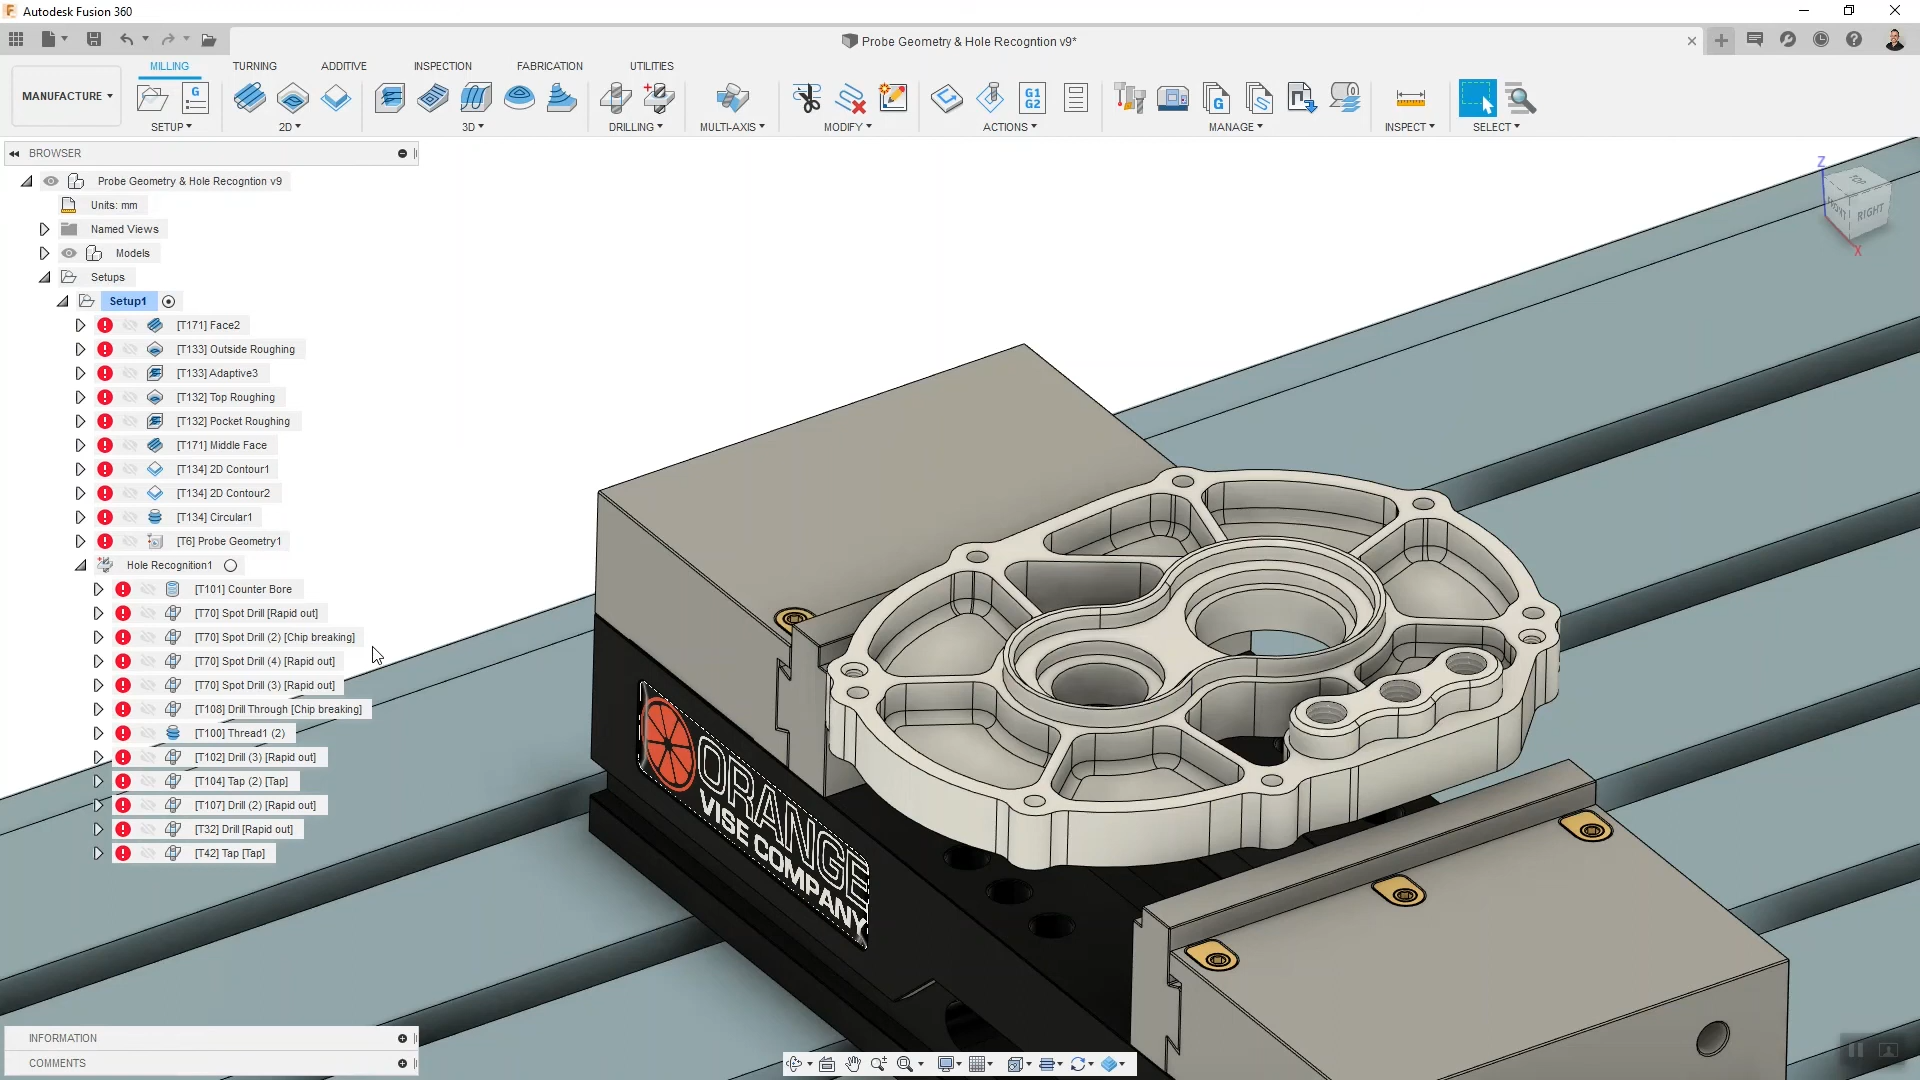 Autodesk Fusion 360
Probe Geometry & Hole Recogntion v9*
MILLING TURNING ADDITIVE INSPECTION FABRICATION UTILITIES
MANUFACTURE
G G1 G2 G
SETUP 2D 3D DRILLING MULTI-AXIS MODIFY ACTIONS MANAGE INSPECT SELECT
BROWSER
Probe Geometry & Hole Recogntion v9
Units: mm
Named Views
Models
Setups
Setup1
[T171] Face2
[T133] Outside Roughing
[T133] Adaptive3
[T132] Top Roughing
[T132] Pocket Roughing
[T171] Middle Face
[T134] 2D Contour1
[T134] 2D Contour2
[T134] Circular1
[T6] Probe Geometry1
Hole Recognition1
[T101] Counter Bore
[T70] Spot Drill [Rapid out]
[T70] Spot Drill (2) [Chip breaking]
[T70] Spot Drill (4) [Rapid out]
[T70] Spot Drill (3) [Rapid out]
[T108] Drill Through [Chip breaking]
[T100] Thread1 (2)
[T102] Drill (3) [Rapid out]
[T104] Tap (2) [Tap]
[T107] Drill (2) [Rapid out]
[T32] Drill [Rapid out]
[T42] Tap [Tap]
Z
TOP
FRONT RIGHT
X
ORANGE
VISE COMPANY
INFORMATION
COMMENTS